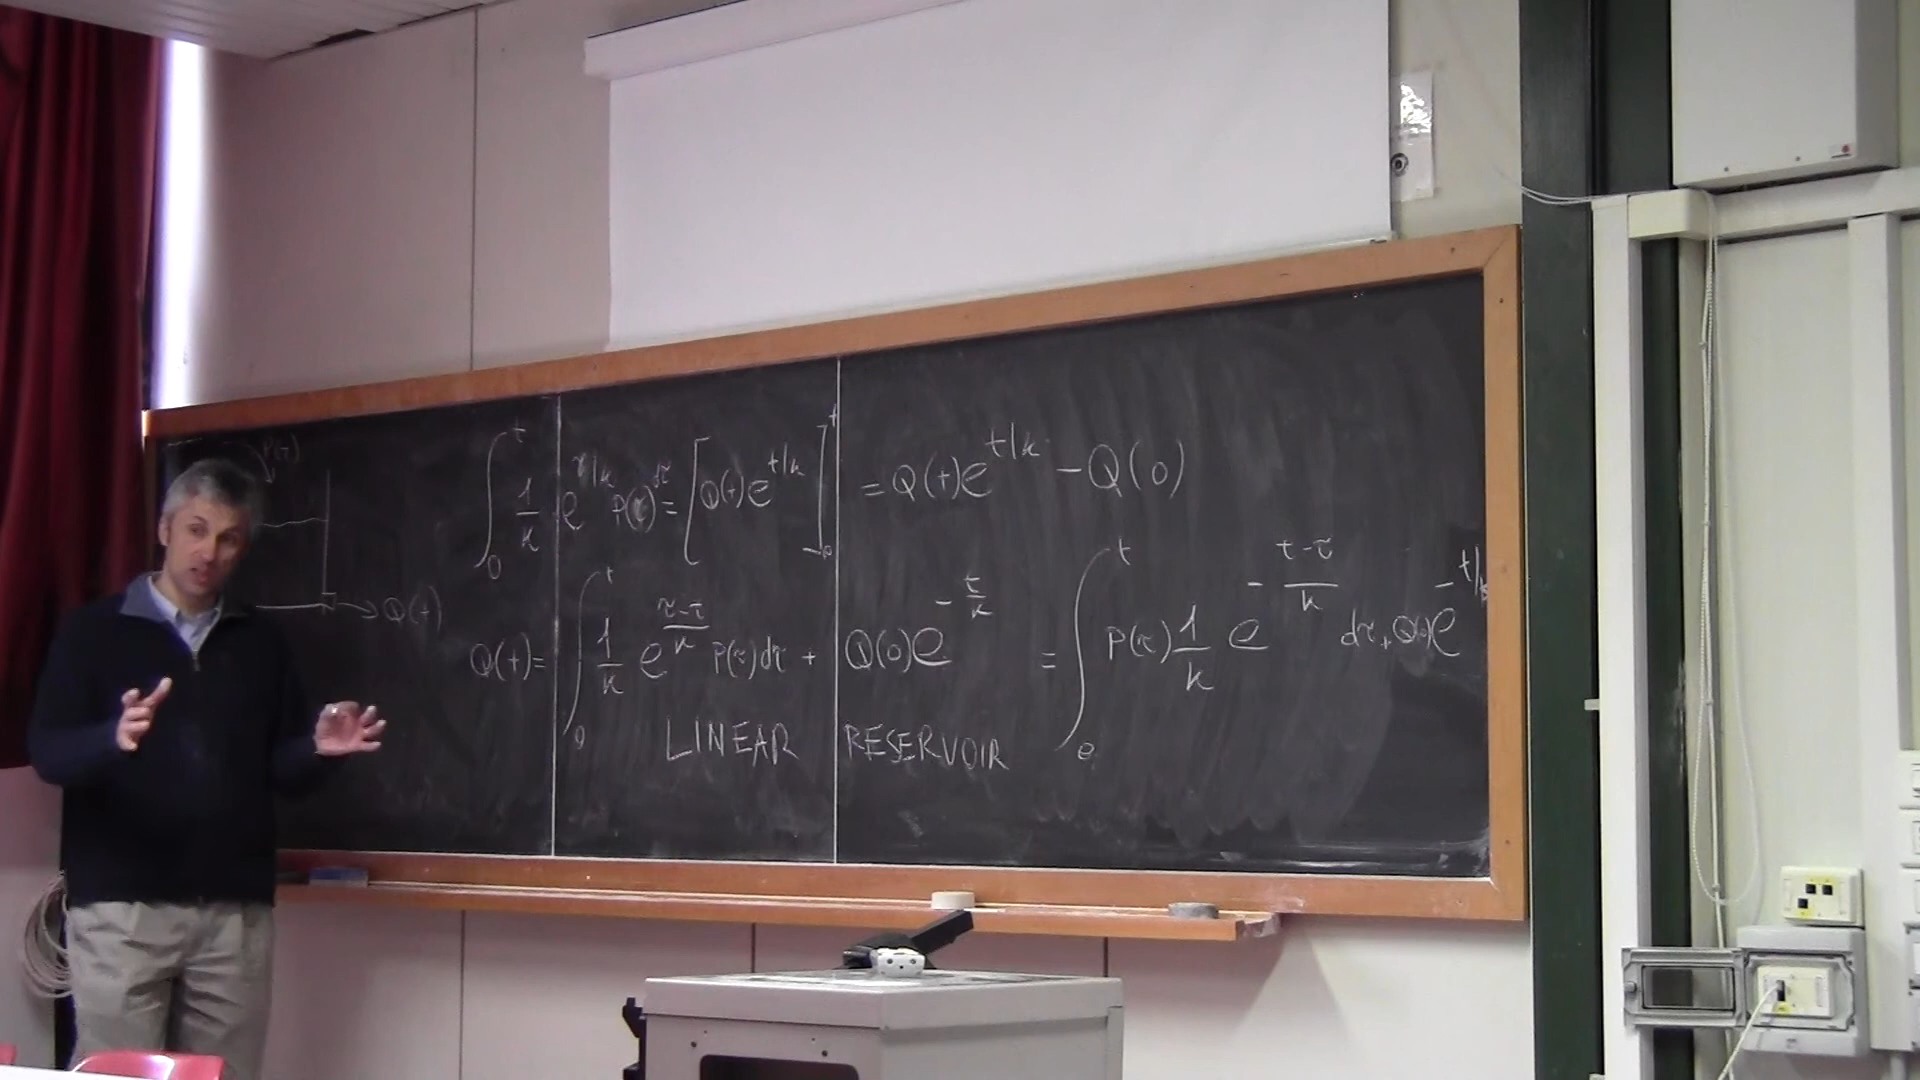 P(τ)
∫₀ᵗ 1/k e^(τ/k) P(τ)dτ = [Q(t)e^(t/k)]₀ᵗ = Q(t)e^(t/k) - Q(0)
Q(t)
Q(t) = ∫₀ᵗ 1/k e^((τ-t)/k) P(τ)dτ + Q(0)e^(-t/k) = ∫₀ᵗ P(τ) 1/k e^(-(t-τ)/k) dτ + Q(0)e^(-t/k)
LINEAR RESERVOIR